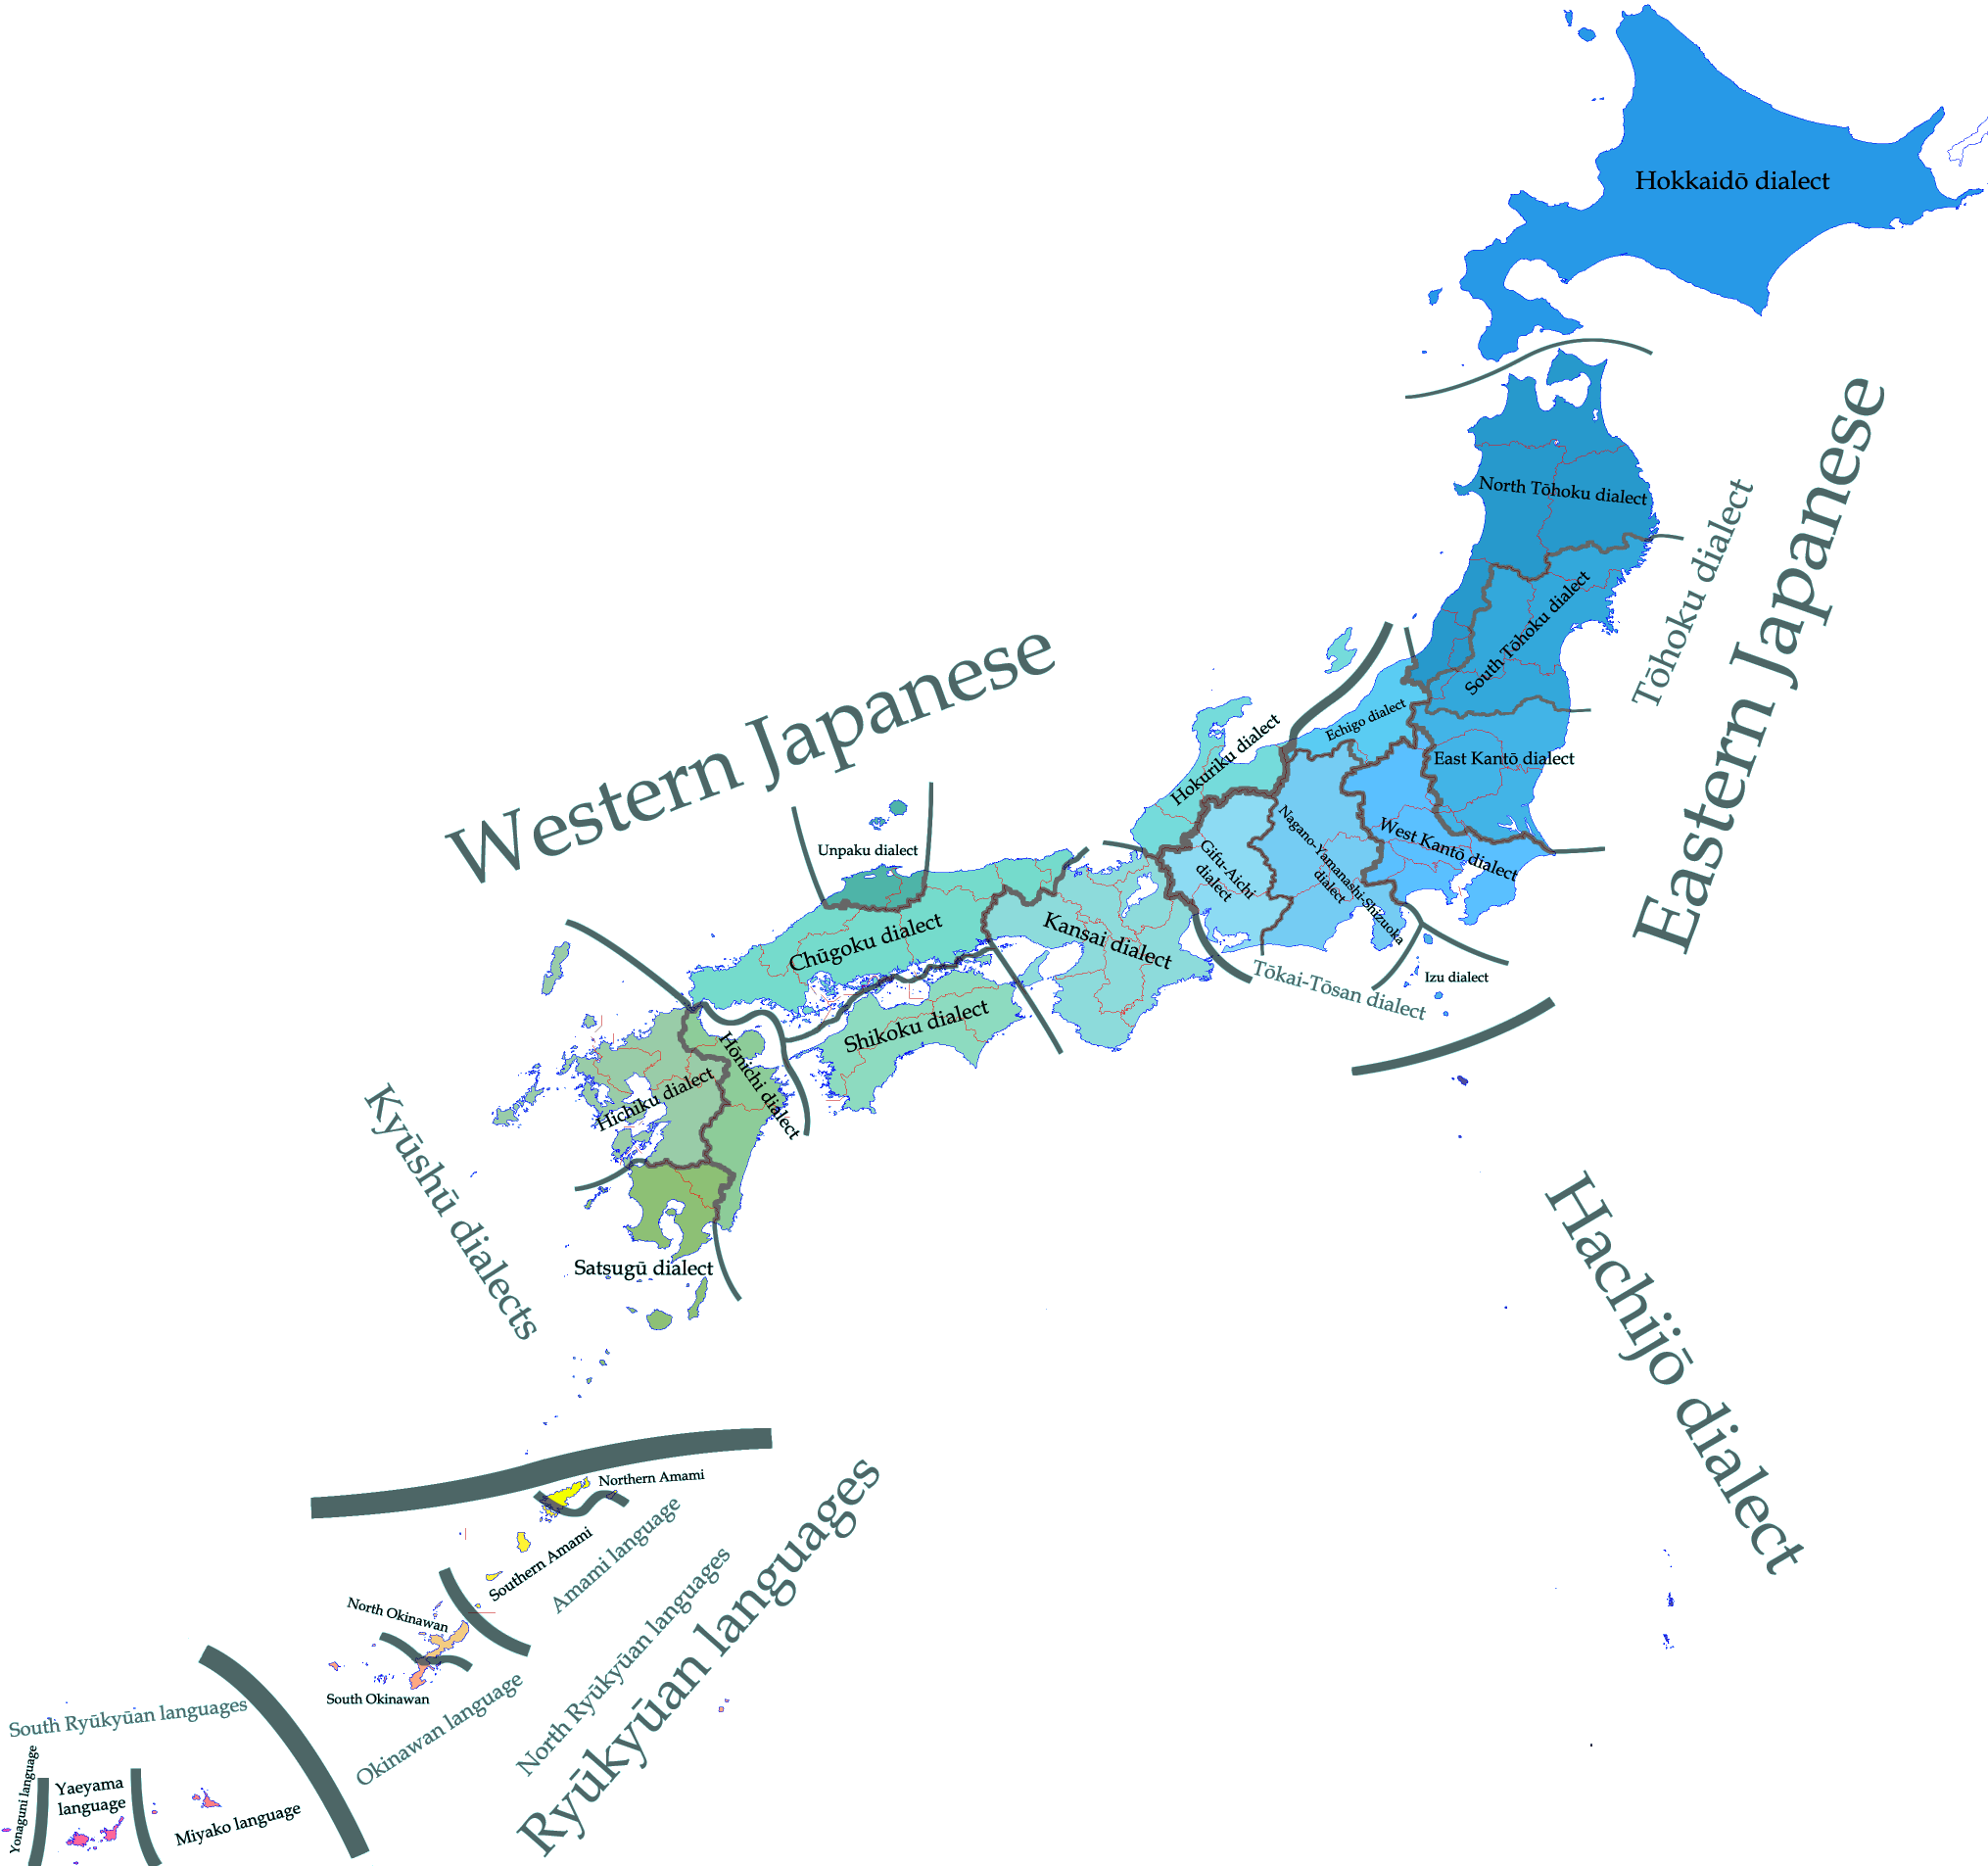 Hokkaidō dialect
North Tōhoku dialect
South Tōhoku dialect
Tōhoku dialect
Eastern Japanese
Echigo dialect
East Kantō dialect
West Kantō dialect
Nagano-Yamanashi-Shizuoka
dialect
Gifu-Aichi
dialect
Tōkai-Tōsan dialect
Izu dialect
Hachijō dialect
Western Japanese
Hokuriku dialect
Unpaku dialect
Chūgoku dialect
Kansai dialect
Shikoku dialect
Hōnichi dialect
Hichiku dialect
Satsugū dialect
Kyūshū dialects
Northern Amami
Southern Amami
Amami language
North Okinawan
South Okinawan
Okinawan language
North Ryūkyūan languages
Ryūkyūan languages
South Ryūkyūan languages
Yonaguni language
Yaeyama
language
Miyako language